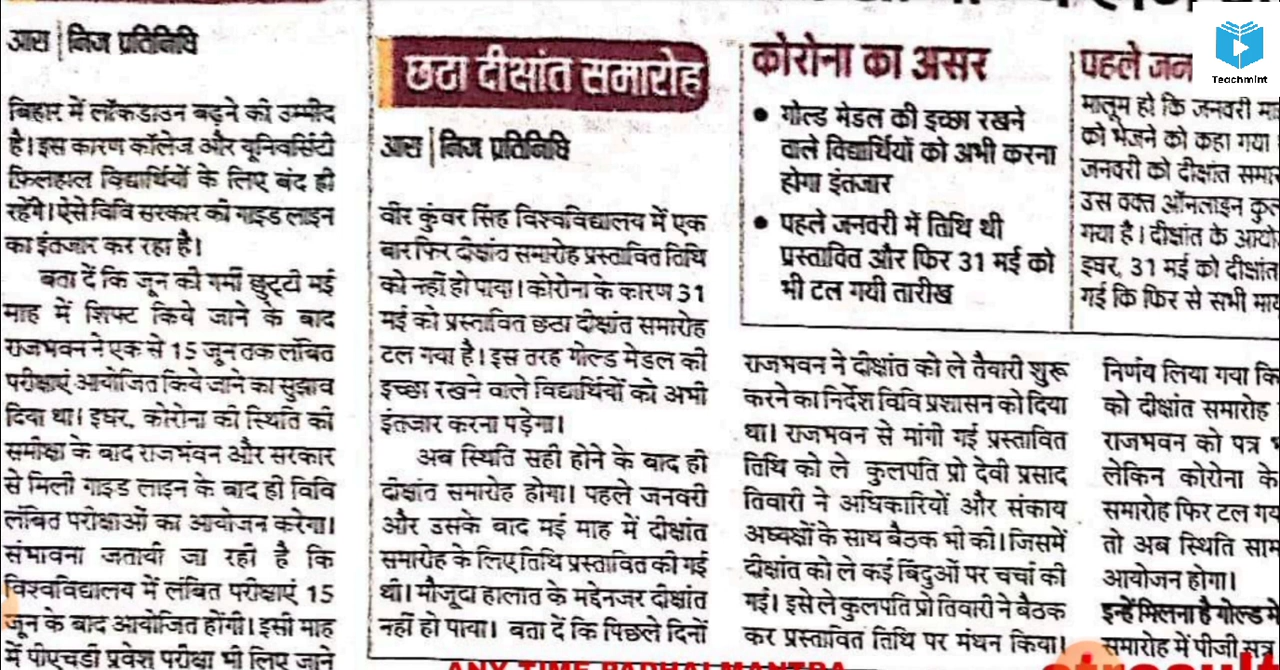 आरा | निज प्रतिनिधि
बिहार में लॉकडाउन बढ़ने की उम्मीद
है। इस कारण कॉलेज और यूनिवर्सिटी
फ़िलहाल विद्यार्थियों के लिए बंद ही
रहेंगे। ऐसे विवि सरकार की गाइड लाइन
का इंतजार कर रहा है।
बता दें कि जून की गर्मी छुट्टी मई
माह में शिफ्ट किये जाने के बाद
राजभवन ने एक से 15 जून तक लंबित
परीक्षाएं आयोजित किये जाने का सुझाव
दिया था। इधर, कोरोना की स्थिति की
समीक्षा के बाद राजभंवन और सरकार
से मिली गाइड लाइन के बाद ही विवि
लंबित परीक्षाओं का आयोजन करेगा।
संभावना जतायी जा रही है कि
विश्वविद्यालय में लंबित परीक्षाएं 15
जून के बाद आयोजित होंगी। इसी माह
में पीएचडी प्रवेश परीक्षा भी लिए जाने
छठा दीक्षांत समारोह
आरा | निज प्रतिनिधि
वीर कुंवर सिंह विश्वविद्यालय में एक
बार फिर दीक्षांत समारोह प्रस्तावित तिथि
को नहीं हो पाया। कोरोना के कारण 31
मई को प्रस्तावित छठा दीक्षांत समारोह
टल गया है। इस तरह गोल्ड मेडल की
इच्छा रखने वाले विद्यार्थियों को अभी
इंतजार करना पड़ेगा।
अब स्थिति सही होने के बाद ही
दीक्षांत समारोह होगा। पहले जनवरी
और उसके बाद मई माह में दीक्षांत
समारोह के लिए तिथि प्रस्तावित की गई
थी। मौजूदा हालात के मद्देनजर दीक्षांत
नहीं हो पाया। बता दें कि पिछले दिनों
कोरोना का असर
● गोल्ड मेडल की इच्छा रखने
वाले विद्यार्थियों को अभी करना
होगा इंतजार
● पहले जनवरी में तिथि थी
प्रस्तावित और फिर 31 मई को
भी टल गयी तारीख
राजभवन ने दीक्षांत को ले तैयारी शुरू
करने का निर्देश विवि प्रशासन को दिया
था। राजभवन से मांगी गई प्रस्तावित
तिथि को ले कुलपति प्रो देवी प्रसाद
तिवारी ने अधिकारियों और संकाय
अध्यक्षों के साथ बैठक भी की। जिसमें
दीक्षांत को ले कई बिंदुओं पर चर्चा की
गई। इसे ले कुलपति प्रो तिवारी ने बैठक
कर प्रस्तावित तिथि पर मंथन किया।
पहले जन
मालूम हो कि जनवरी
को भेजने को कहा गया
जनवरी को दीक्षांत
उस वक्त ऑनलाइन
गया है। दीक्षांत के
इधर, 31 मई को दीक्षांत
गई कि फिर से सभी
निर्णय लिया गया कि
को दीक्षांत समारोह
राजभवन को पत्र
लेकिन कोरोना के
समारोह फिर टल
तो अब स्थिति
आयोजन होगा।
इन्हें मिलना है गोल्ड
समारोह में पीजी सत्र
Teachmint
ANY TIME PADHAI MANTRA